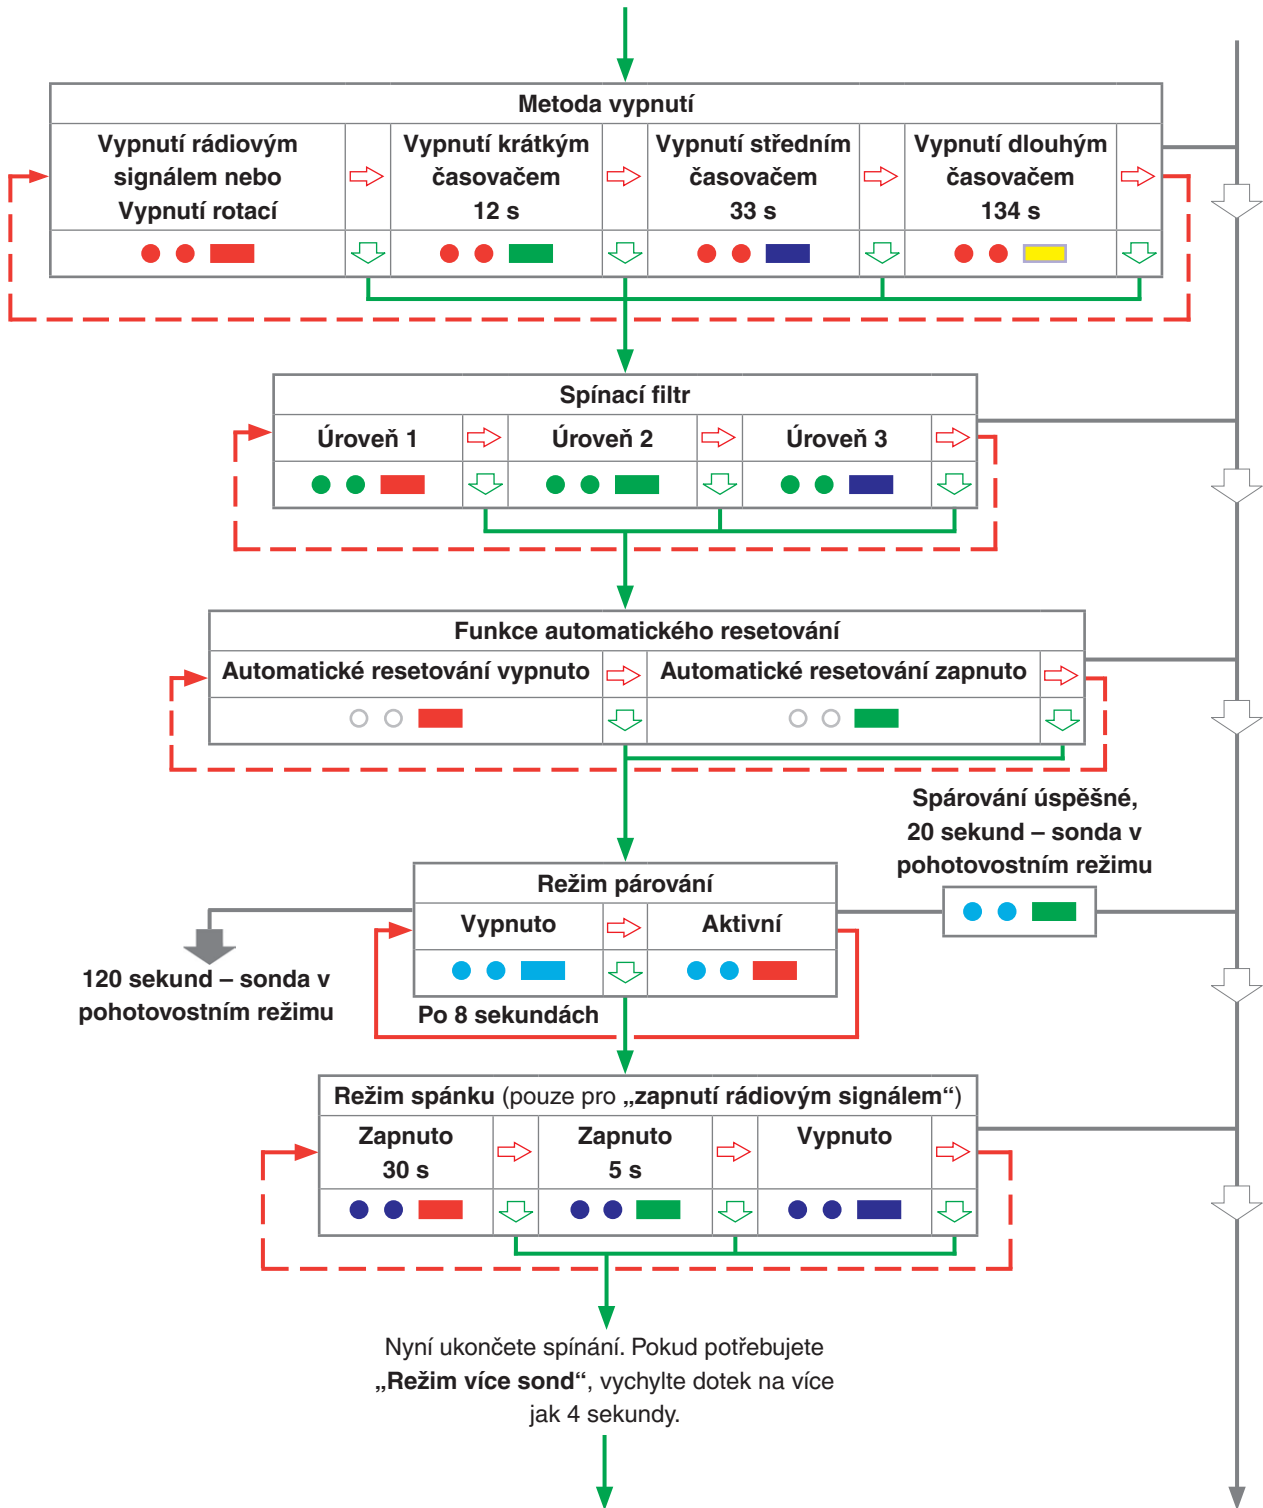 Metoda vypnutí
Vypnutí rádiovým
signálem nebo
Vypnutí rotací
Vypnutí krátkým
časovačem
12 s
Vypnutí středním
časovačem
33 s
Vypnutí dlouhým
časovačem
134 s
Spínací filtr
Úroveň 1
Úroveň 2
Úroveň 3
Funkce automatického resetování
Automatické resetování vypnuto
Automatické resetování zapnuto
Spárování úspěšné,
20 sekund – sonda v
pohotovostním režimu
Režim párování
Vypnuto
Aktivní
120 sekund – sonda v
pohotovostním režimu
Po 8 sekundách
Režim spánku (pouze pro „zapnutí rádiovým signálem“)
Zapnuto
30 s
Zapnuto
5 s
Vypnuto
Nyní ukončete spínání. Pokud potřebujete
„Režim více sond“, vychylte dotek na více
jak 4 sekundy.